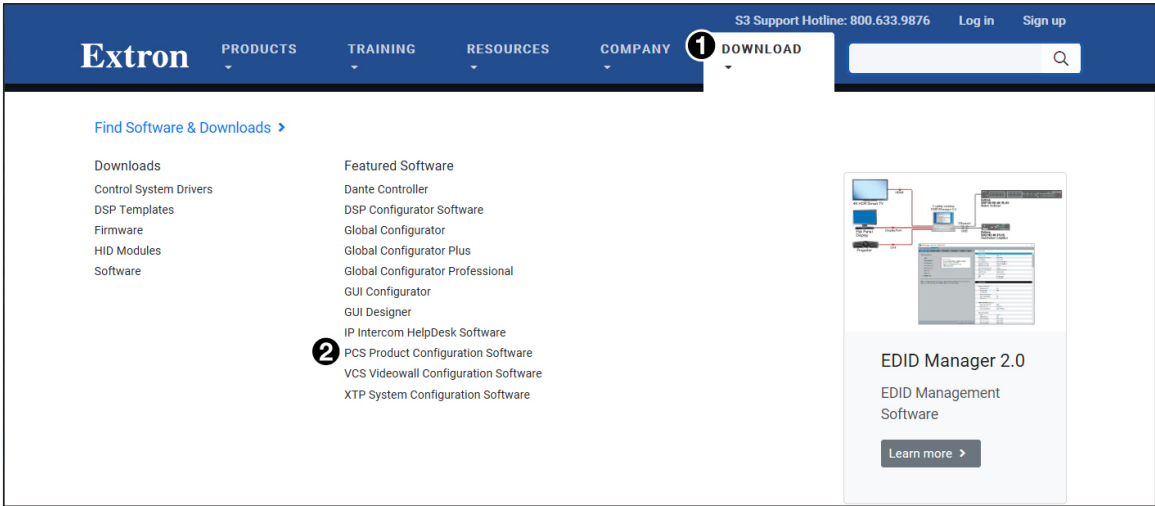 S3 Support Hotline: 800.633.9876 Log in Sign up
Extron PRODUCTS TRAINING RESOURCES COMPANY 1 DOWNLOAD
Find Software & Downloads >
Downloads
Control System Drivers
DSP Templates
Firmware
HID Modules
Software
Featured Software
Dante Controller
DSP Configurator Software
Global Configurator
Global Configurator Plus
Global Configurator Professional
GUI Configurator
GUI Designer
IP Intercom HelpDesk Software
2 PCS Product Configuration Software
VCS Videowall Configuration Software
XTP System Configuration Software
EDID Manager 2.0
EDID Management
Software
Learn more >